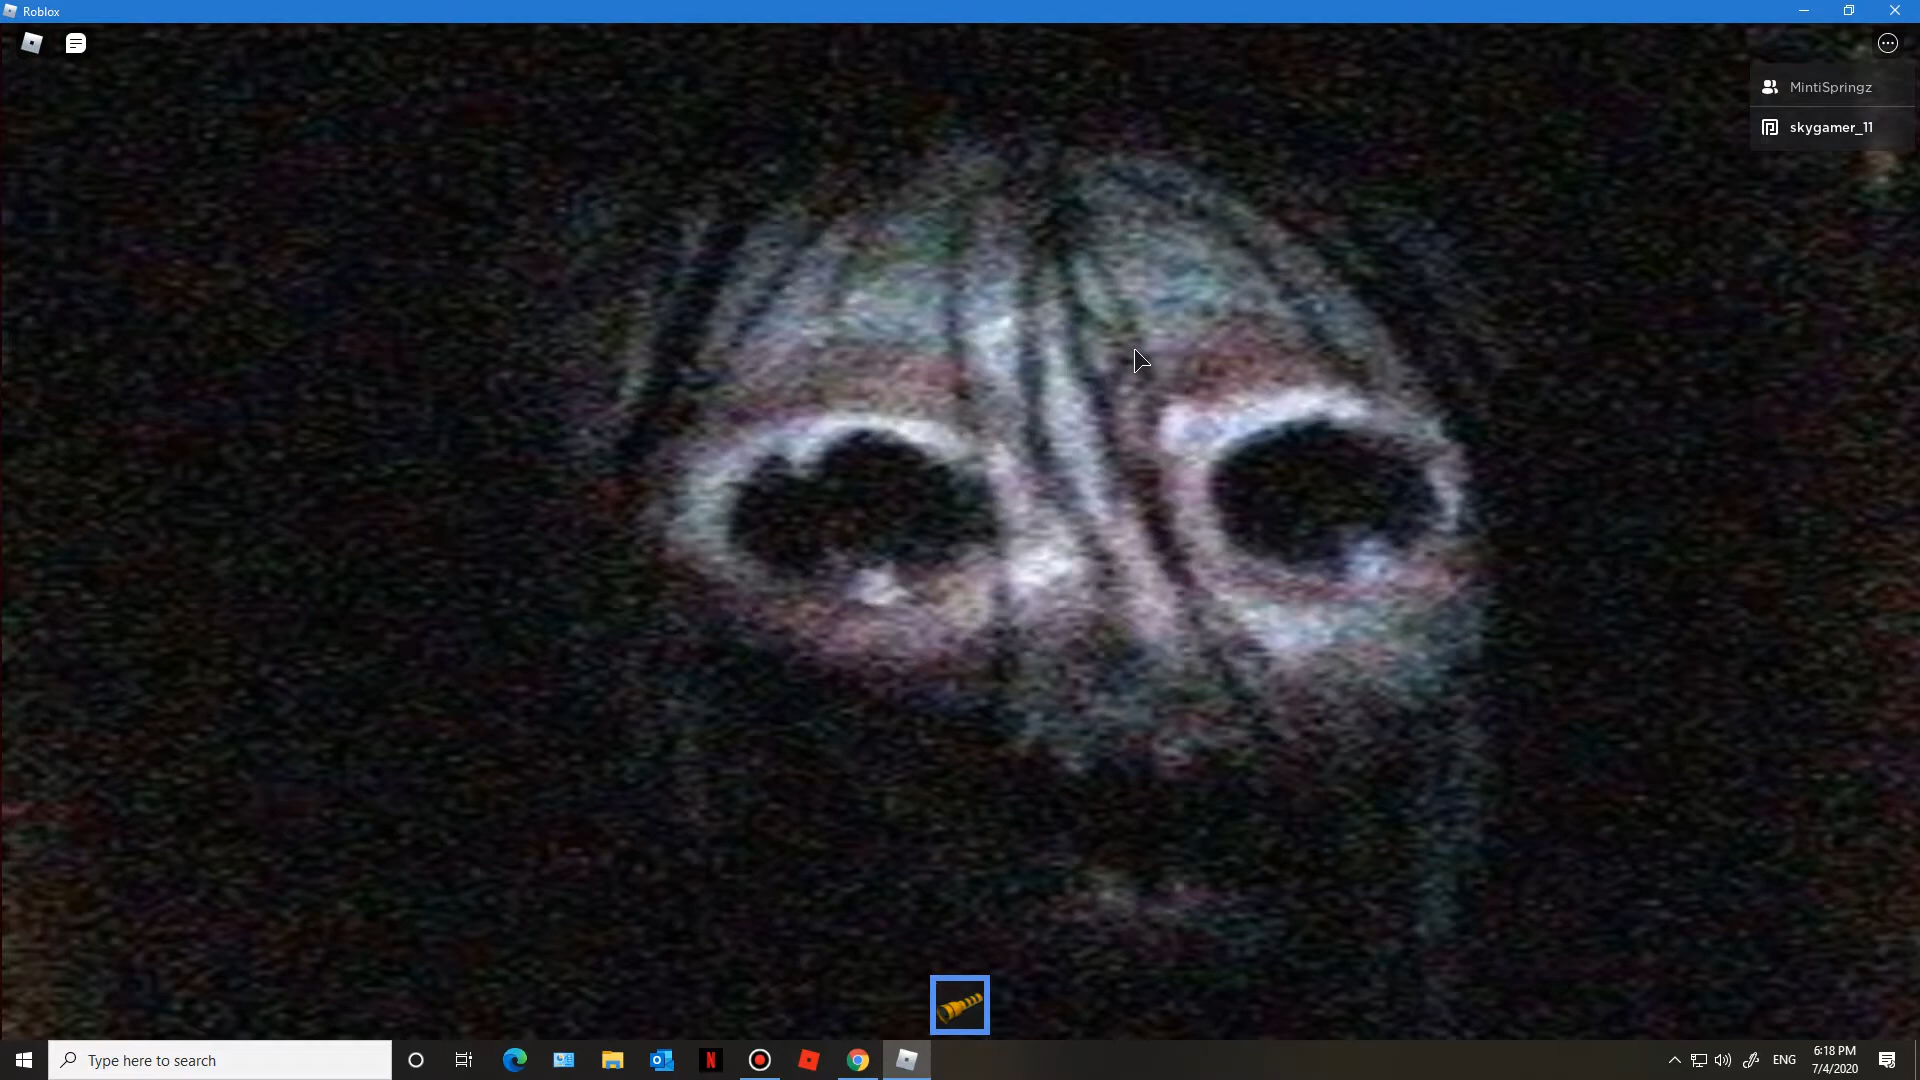 Roblox
MintiSpringz
skygamer_11
Type here to search
N
ENG
6:18 PM
7/4/2020